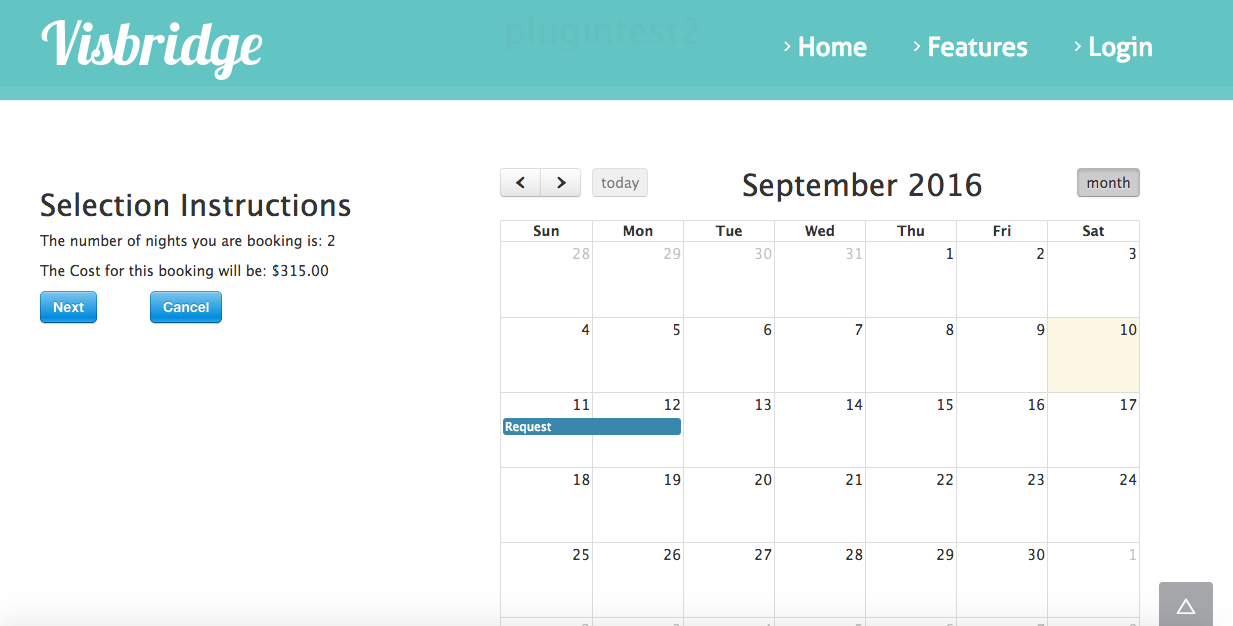 Visbridge
plugintest2
Home
Features
Login
Selection Instructions
The number of nights you are booking is: 2
The Cost for this booking will be: $315.00
Next
Cancel
today
September 2016
month
Sun Mon Tue Wed Thu Fri Sat
28 29 30 31 1 2 3
4 5 6 7 8 9 10
11 12 13 14 15 16 17
Request
18 19 20 21 22 23 24
25 26 27 28 29 30 1